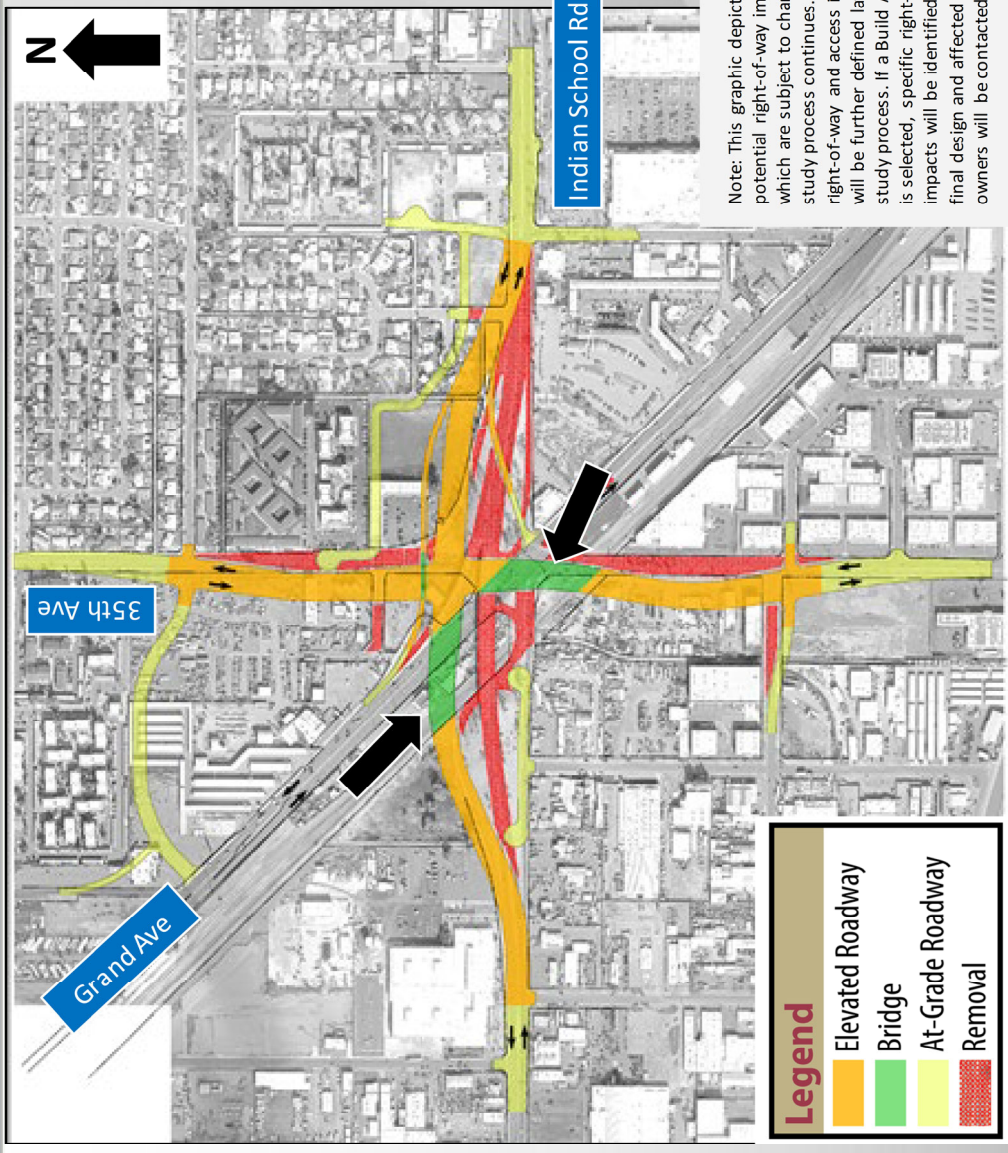 N
35th Ave
Grand Ave
Indian School Rd
Note: This graphic depict
potential right-of-way im
which are subject to char
study process continues.
right-of-way and access i
will be further defined la
study process. If a Build
is selected, specific right-
impacts will be identified
final design and affected
owners will be contacted
Legend
Elevated Roadway
Bridge
At-Grade Roadway
Removal